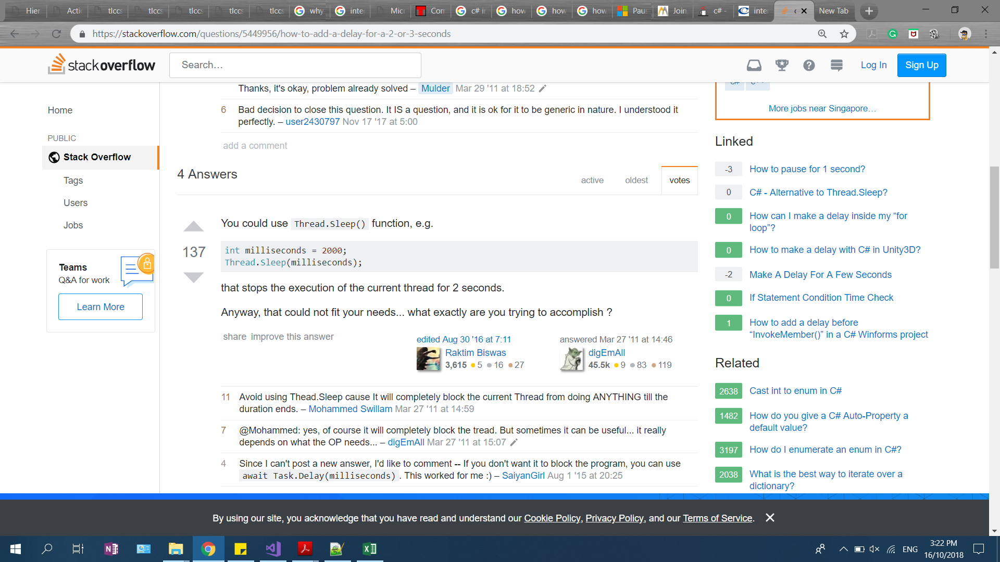 Hier
Actic
tlccs
tlccs
tlccs
tlccs
tlccs
why
inte
Micr
Com
c# i
how
how
how
Paus
Join
c# -
inte
New Tab
https://stackoverflow.com/questions/5449956/how-to-add-a-delay-for-a-2-or-3-seconds
stackoverflow
Search…
Log In
Sign Up
Home
PUBLIC
Stack Overflow
Tags
Users
Jobs
Teams
Q&A for work
Learn More
Thanks, it's okay, problem already solved – Mulder Mar 29 '11 at 18:52
6 Bad decision to close this question. It IS a question, and it is ok for it to be generic in nature. I understood it
perfectly. – user2430797 Nov 17 '17 at 5:00
add a comment
4 Answers
active oldest votes
You could use Thread.Sleep() function, e.g.
137
int milliseconds = 2000;
Thread.Sleep(milliseconds);
that stops the execution of the current thread for 2 seconds.
Anyway, that could not fit your needs... what exactly are you trying to accomplish ?
share improve this answer
edited Aug 30 '16 at 7:11
Raktim Biswas
3,615 5 16 27
answered Mar 27 '11 at 14:46
digEmAll
45.5k 9 83 119
11 Avoid using Thead.Sleep cause It will completely block the current Thread from doing ANYTHING till the
duration ends. – Mohammed Swillam Mar 27 '11 at 14:59
7 @Mohammed: yes, of course it will completely block the tread. But sometimes it can be useful... it really
depends on what the OP needs... – digEmAll Mar 27 '11 at 15:07
4 Since I can't post a new answer, I'd like to comment -- If you don't want it to block the program, you can use
await Task.Delay(milliseconds) . This worked for me :) – SaiyanGirl Aug 1 '15 at 20:25
c# c++
More jobs near Singapore…
Linked
-3 How to pause for 1 second?
0 C# - Alternative to Thread.Sleep?
0 How can I make a delay inside my “for
loop”?
0 How to make a delay with C# in Unity3D?
-2 Make A Delay For A Few Seconds
0 If Statement Condition Time Check
1 How to add a delay before
“InvokeMember()” in a C# Winforms project
Related
2638 Cast int to enum in C#
1482 How do you give a C# Auto-Property a
default value?
3197 How do I enumerate an enum in C#?
2038 What is the best way to iterate over a
dictionary?
By using our site, you acknowledge that you have read and understand our Cookie Policy, Privacy Policy, and our Terms of Service.
ENG
3:22 PM
16/10/2018